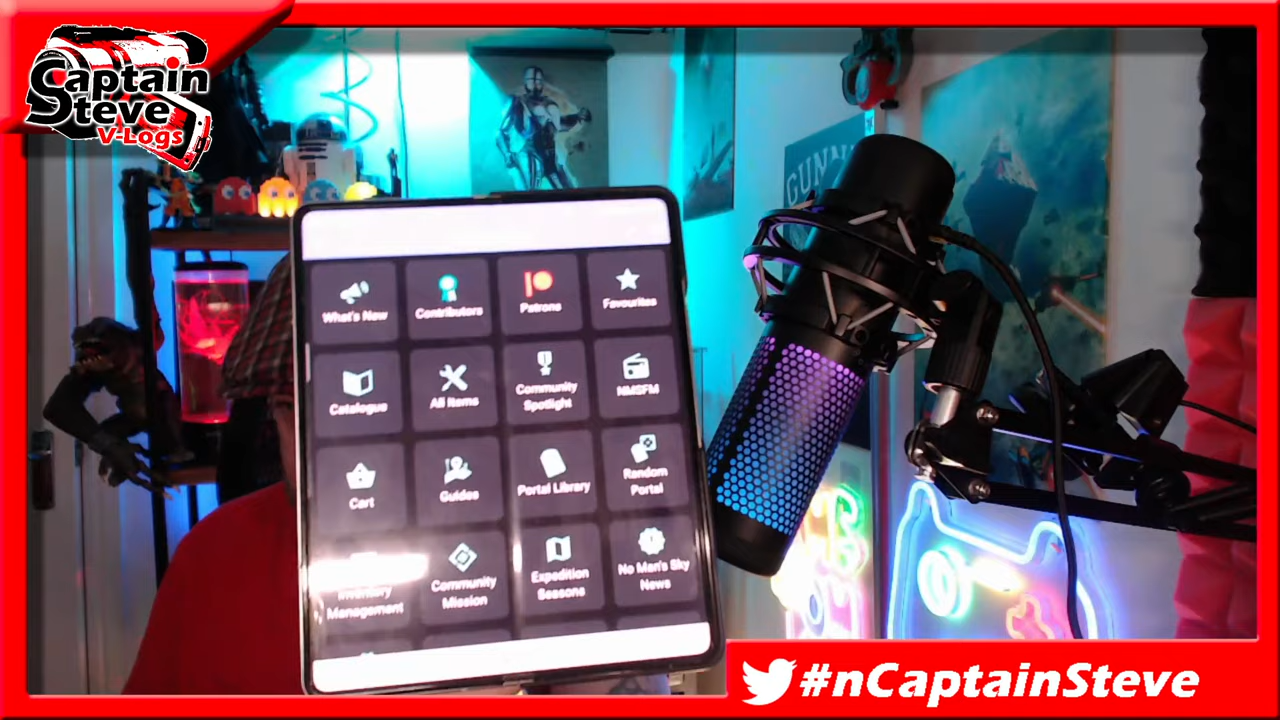 Captain
Steve
V-Logs
GUNN
What's New
Contributors
Patrons
Favourites
Catalogue
All Items
Community
Spotlight
NMSFM
Cart
Guides
Portal Library
Random
Portal
Inventory
Management
Community
Mission
Expedition
Seasons
No Man's Sky
News
#nCaptainSteve